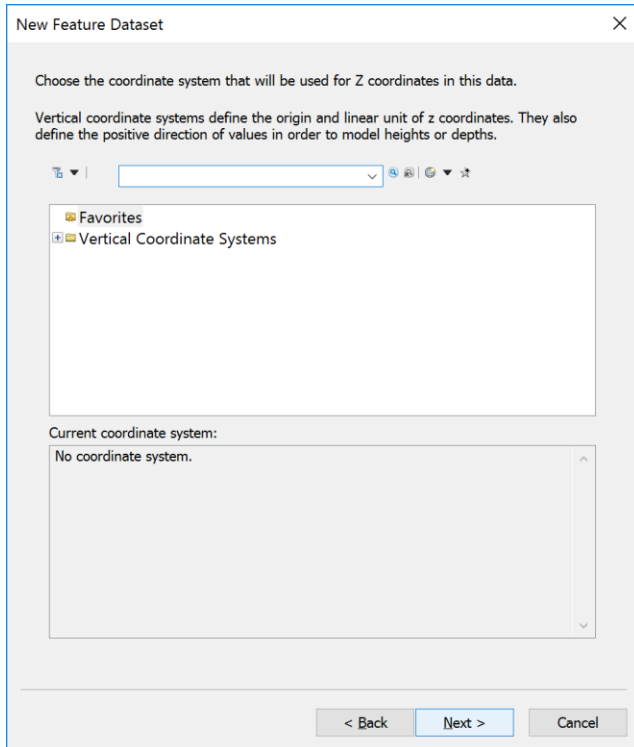 New Feature Dataset
Choose the coordinate system that will be used for Z coordinates in this data.
Vertical coordinate systems define the origin and linear unit of z coordinates. They also
define the positive direction of values in order to model heights or depths.
Favorites
Vertical Coordinate Systems
Current coordinate system:
No coordinate system.
< Back
Next >
Cancel